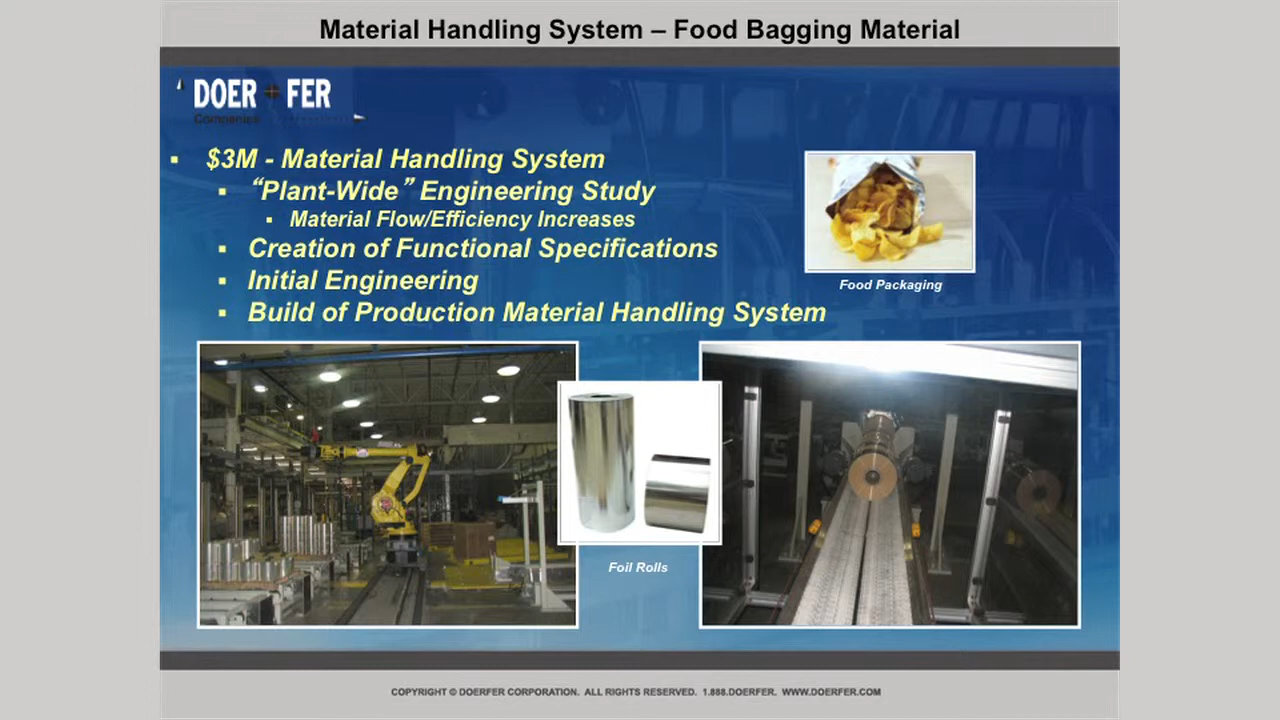 Material Handling System – Food Bagging Material
DOER FER
Companies
$3M - Material Handling System
“Plant-Wide” Engineering Study
Material Flow/Efficiency Increases
Creation of Functional Specifications
Initial Engineering
Build of Production Material Handling System
Food Packaging
Foil Rolls
COPYRIGHT © DOERFER CORPORATION. ALL RIGHTS RESERVED. 1.888.DOERFER. WWW.DOERFER.COM